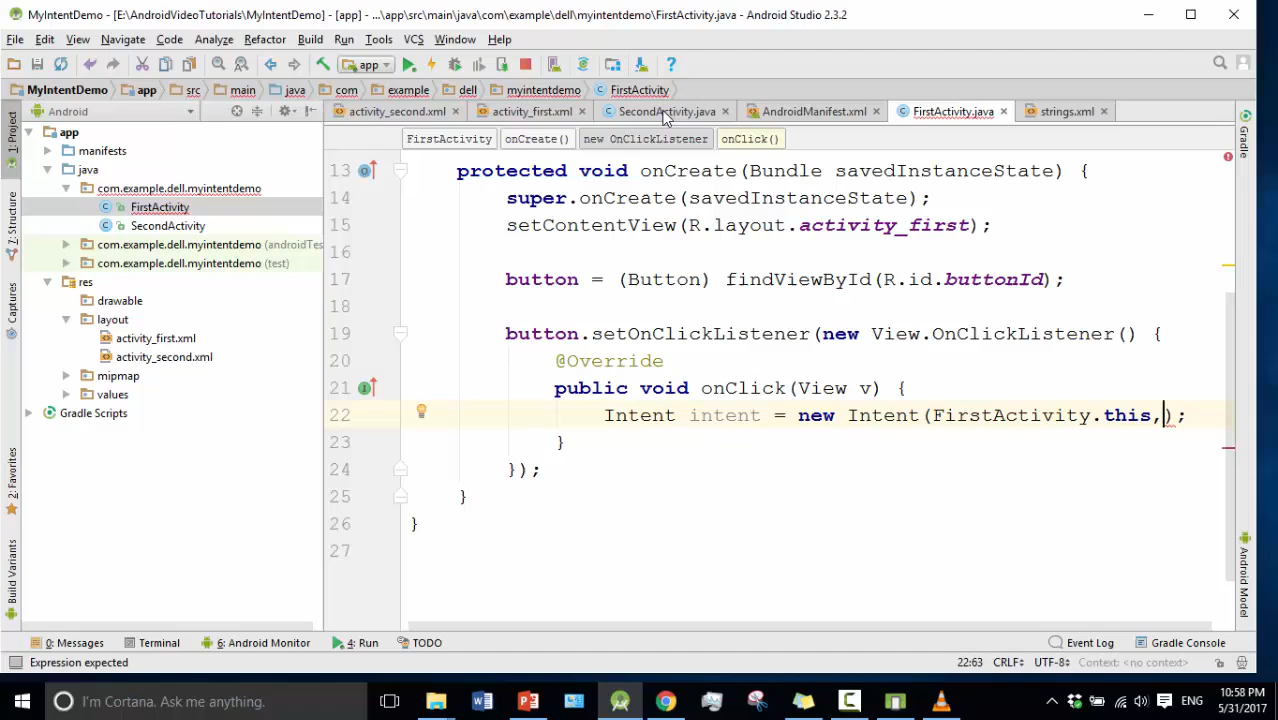 MyIntentDemo - [E:\AndroidVideoTutorials\MyIntentDemo] - [app] - ...\app\src\main\java\com\example\dell\myintentdemo\FirstActivity.java - Android Studio 2.3.2
File Edit View Navigate Code Analyze Refactor Build Run Tools VCS Window Help
app
MyIntentDemo app src main java com example dell myintentdemo FirstActivity
Android activity_second.xml activity_first.xml SecondActivity.java AndroidManifest.xml FirstActivity.java strings.xml
FirstActivity onCreate() new OnClickListener onClick()
1: Project
7: Structure
Captures
2: Favorites
Build Variants
app
manifests
java
com.example.dell.myintentdemo
FirstActivity
SecondActivity
com.example.dell.myintentdemo (androidTes
com.example.dell.myintentdemo (test)
res
drawable
layout
activity_first.xml
activity_second.xml
mipmap
values
Gradle Scripts
13 protected void onCreate(Bundle savedInstanceState) {
14 super.onCreate(savedInstanceState);
15 setContentView(R.layout.activity_first);
16
17 button = (Button) findViewById(R.id.buttonId);
18
19 button.setOnClickListener(new View.OnClickListener() {
20 @Override
21 public void onClick(View v) {
22 Intent intent = new Intent(FirstActivity.this,);
23 }
24 });
25 }
26 }
27
Gradle
Android Model
0: Messages Terminal 6: Android Monitor 4: Run TODO Event Log Gradle Console
Expression expected 22:63 CRLF÷ UTF-8÷ Context: <no context>
I'm Cortana. Ask me anything. ENG 10:58 PM
5/31/2017